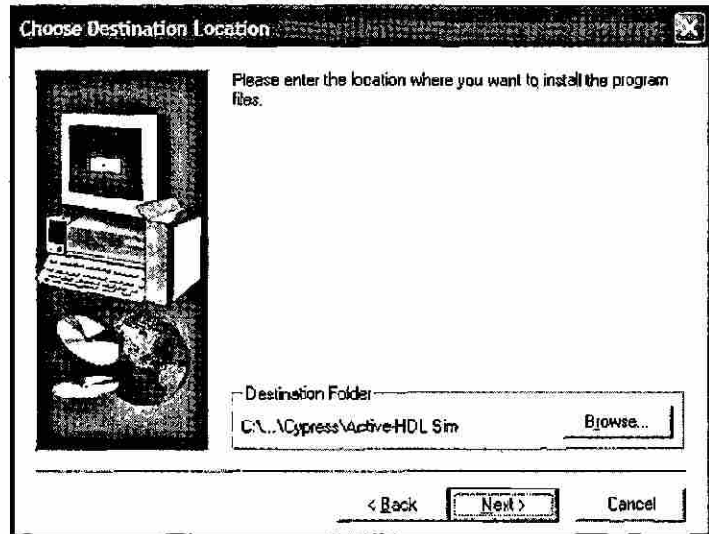 Choose Destination Location
Please enter the location where you want to install the program
files.
Destination Folder
C:\...\Cypress\Active-HDL Sim
Browse...
< Back
Next >
Cancel